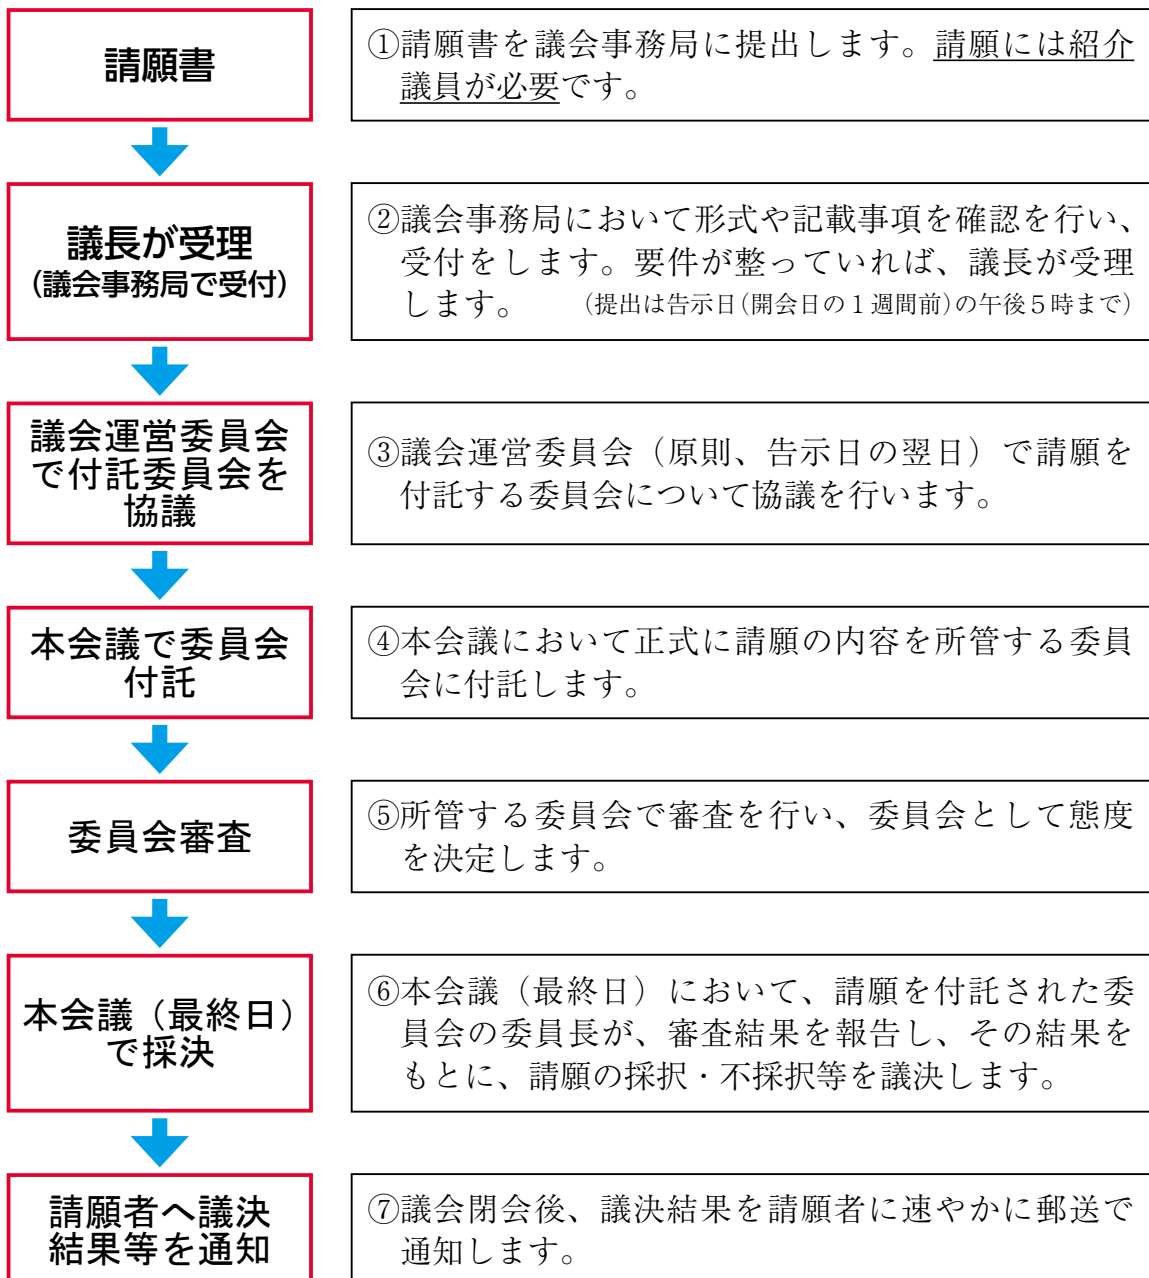 請願書
①請願書を議会事務局に提出します。請願には紹介
議員が必要です。
議長が受理
(議会事務局で受付)
②議会事務局において形式や記載事項を確認を行い、
受付をします。要件が整っていれば、議長が受理
します。　(提出は告示日(開会日の１週間前)の午後５時まで)
議会運営委員会
で付託委員会を
協議
③議会運営委員会（原則、告示日の翌日）で請願を
付託する委員会について協議を行います。
本会議で委員会
付託
④本会議において正式に請願の内容を所管する委員
会に付託します。
委員会審査
⑤所管する委員会で審査を行い、委員会として態度
を決定します。
本会議（最終日）
で採決
⑥本会議（最終日）において、請願を付託された委
員会の委員長が、審査結果を報告し、その結果を
もとに、請願の採択・不採択等を議決します。
請願者へ議決
結果等を通知
⑦議会閉会後、議決結果を請願者に速やかに郵送で
通知します。